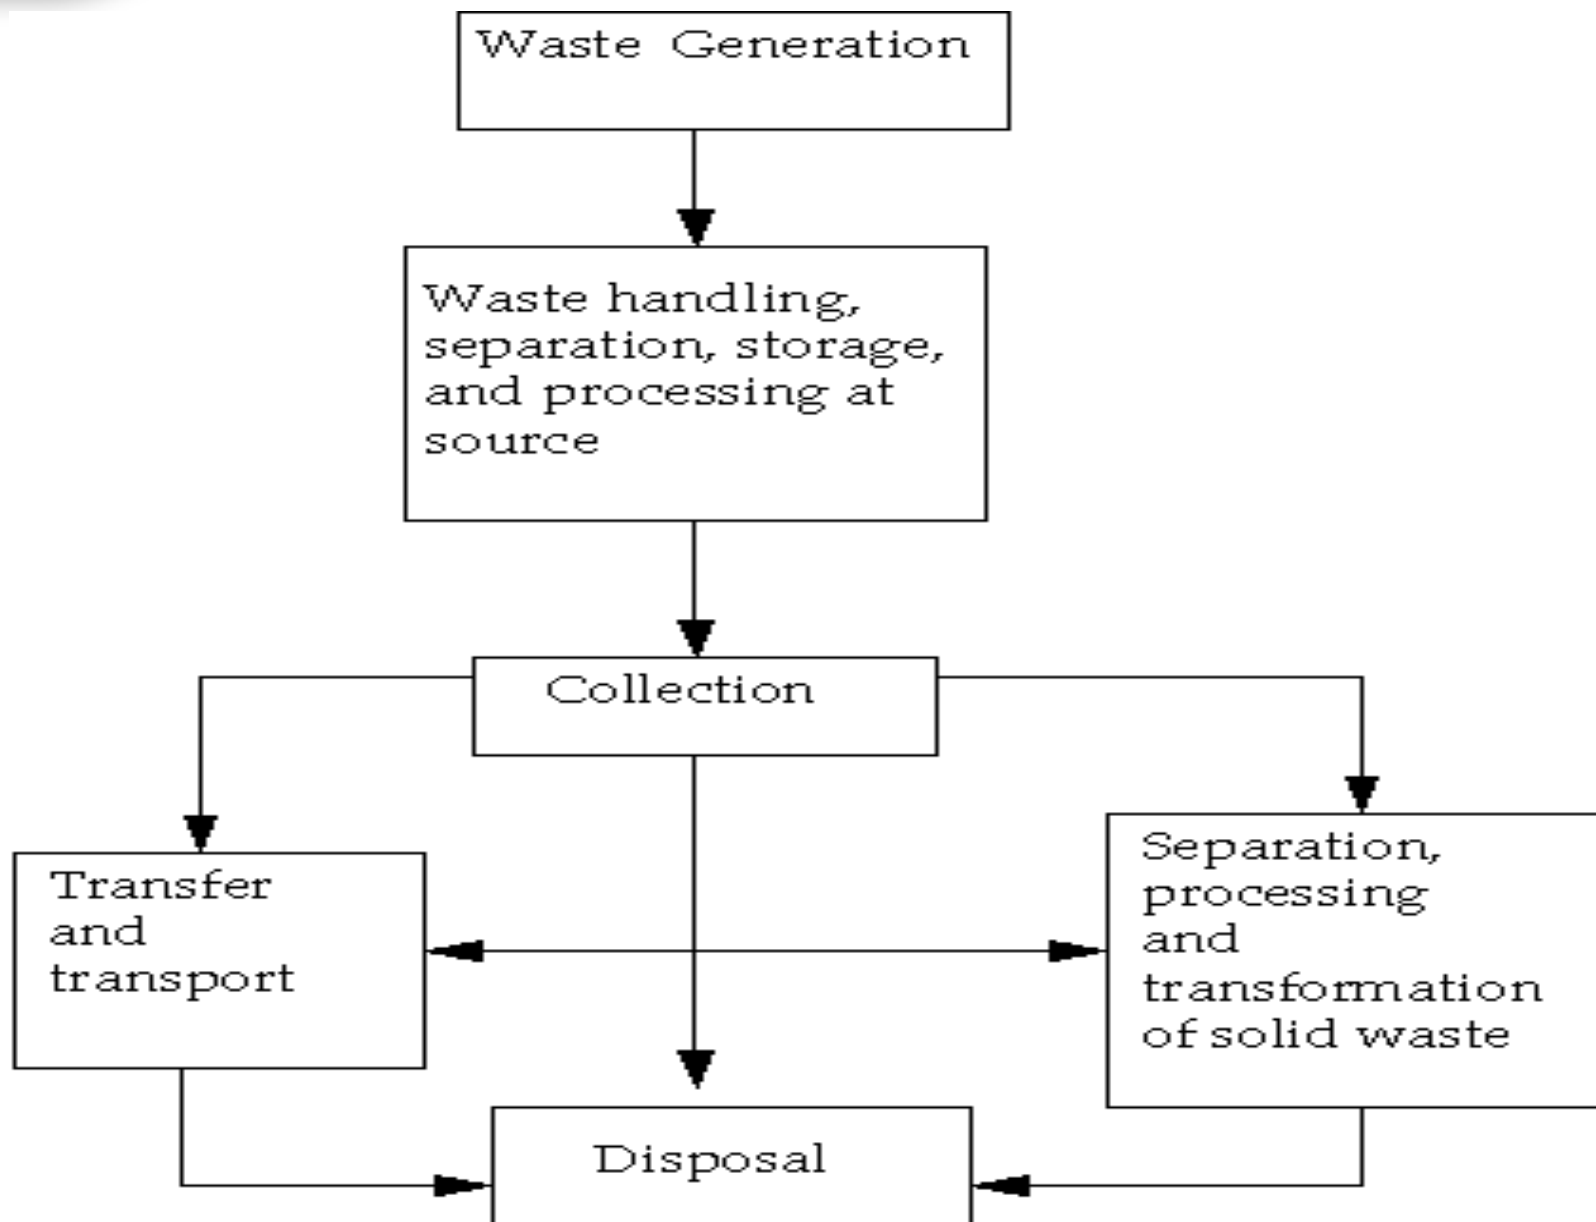 Waste Generation
Waste handling,
separation, storage,
and processing at
source
Collection
Transfer
and
transport
Separation,
processing
and
transformation
of solid waste
Disposal